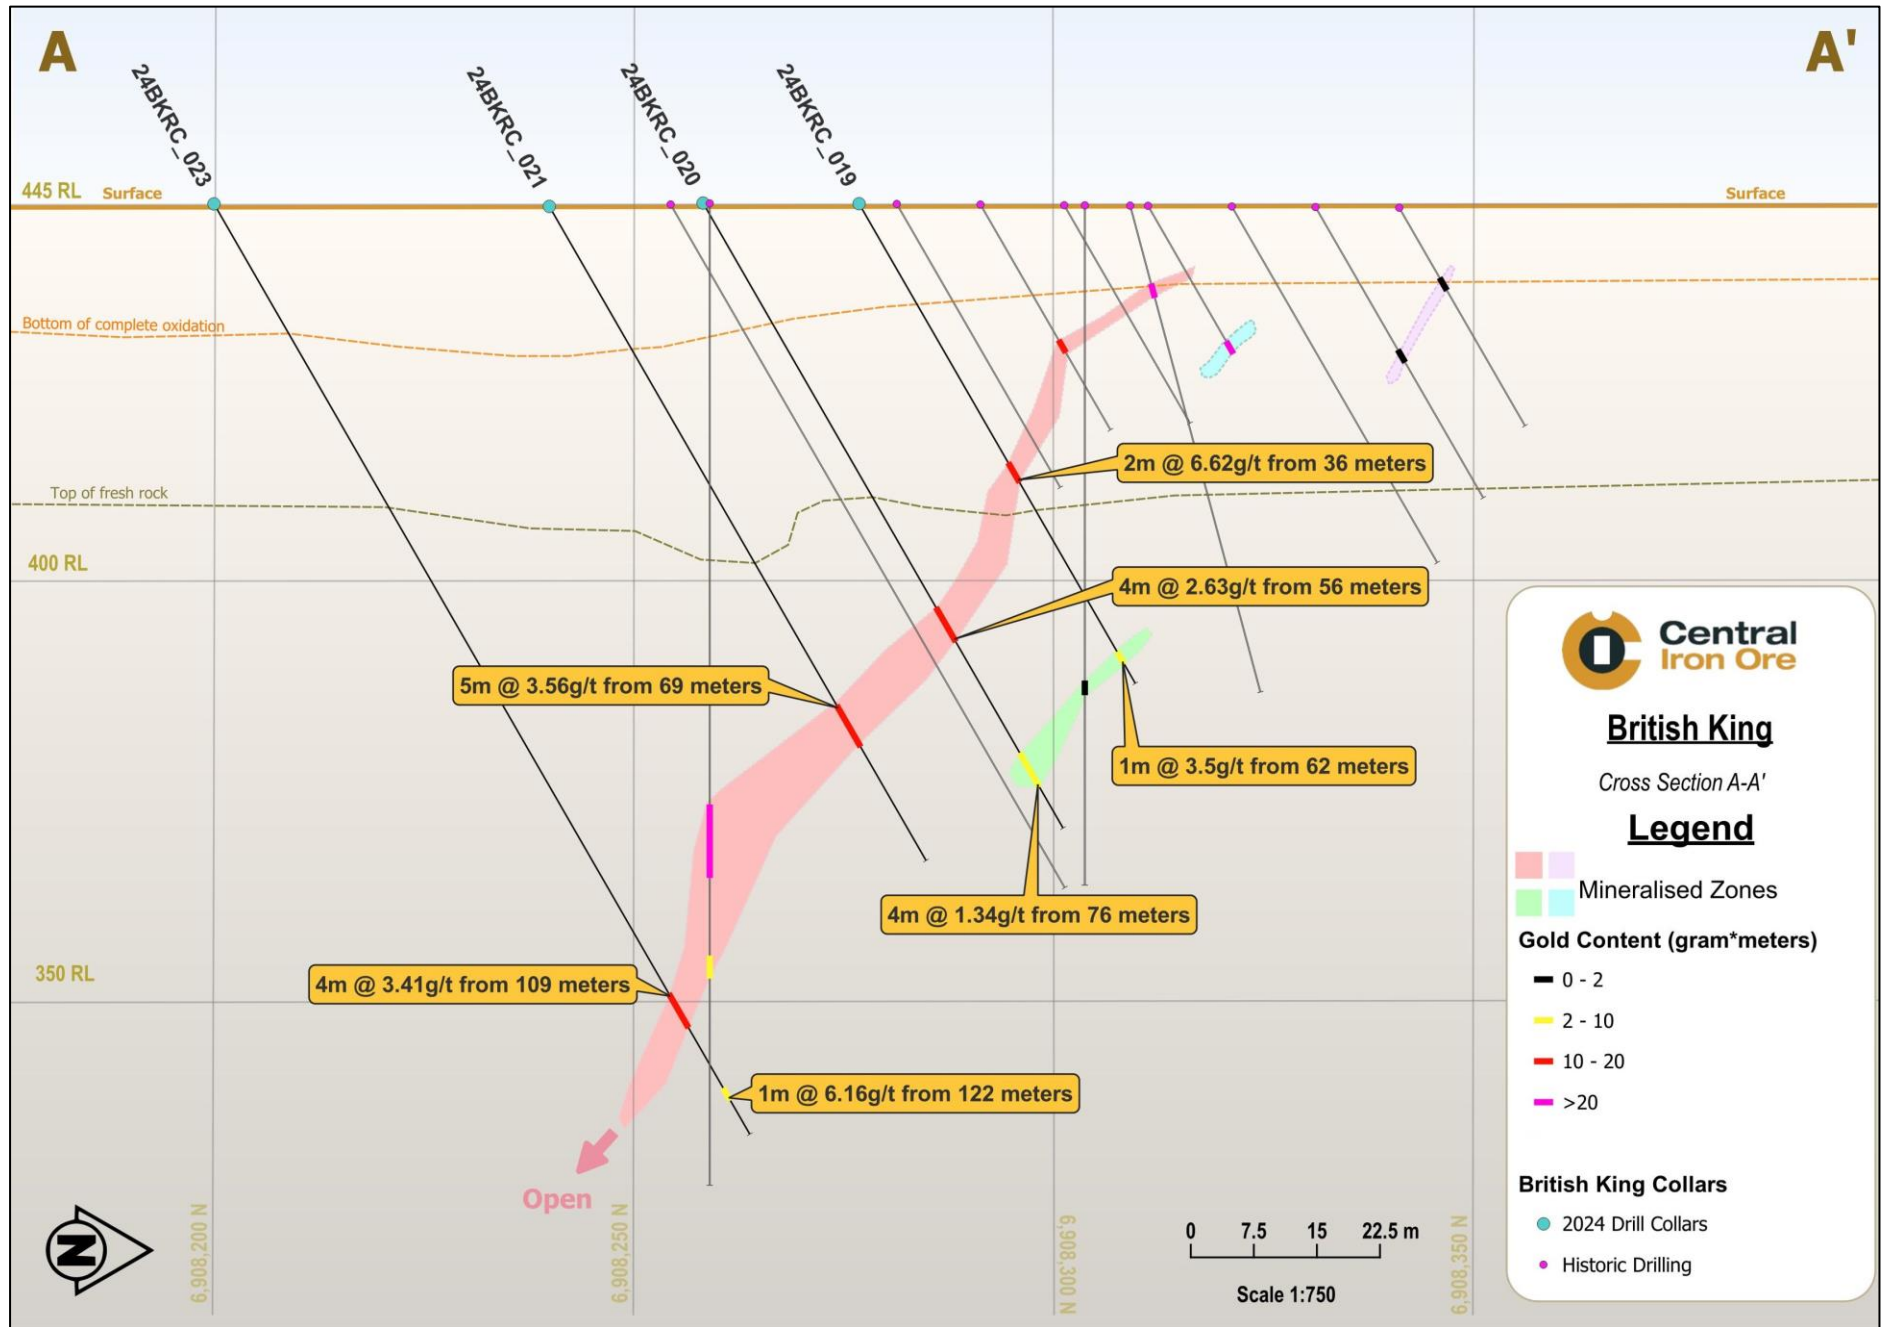 A
A'
24BKRC_023
24BKRC_021
24BKRC_020
24BKRC_019
445 RL
Surface
Surface
Bottom of complete oxidation
2m @ 6.62g/t from 36 meters
Top of fresh rock
400 RL
4m @ 2.63g/t from 56 meters
5m @ 3.56g/t from 69 meters
1m @ 3.5g/t from 62 meters
4m @ 1.34g/t from 76 meters
350 RL
4m @ 3.41g/t from 109 meters
1m @ 6.16g/t from 122 meters
Open
N
6,908,200 N
6,908,250 N
6,908,300 N
6,908,350 N
0 7.5 15 22.5 m
Scale 1:750
Central
Iron Ore
British King
Cross Section A-A'
Legend
Mineralised Zones
Gold Content (gram*meters)
0 - 2
2 - 10
10 - 20
>20
British King Collars
2024 Drill Collars
Historic Drilling